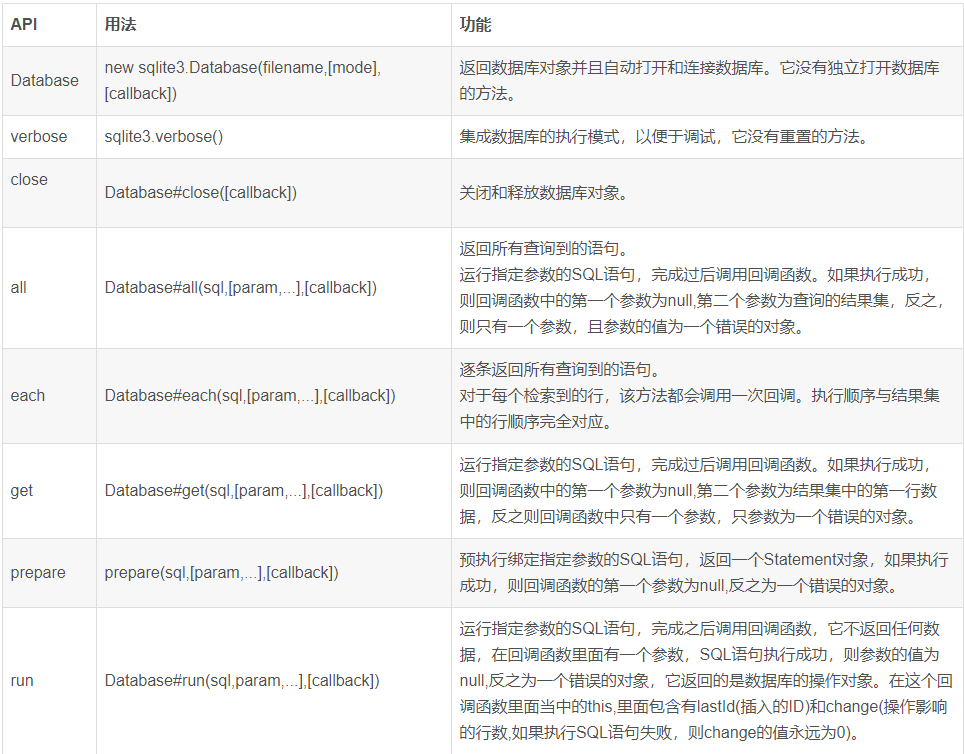 API 用法 功能
Database
new sqlite3.Database(filename,[mode],
[callback])
返回数据库对象并且自动打开和连接数据库。它没有独立打开数据库
的方法。
verbose
sqlite3.verbose()
集成数据库的执行模式，以便于调试，它没有重置的方法。
close
Database#close([callback])
关闭和释放数据库对象。
all
Database#all(sql,[param,...],[callback])
返回所有查询到的语句。
运行指定参数的SQL语句，完成过后调用回调函数。如果执行成功，
则回调函数中的第一个参数为null,第二个参数为查询的结果集，反之，
则只有一个参数，且参数的值为一个错误的对象。
each
Database#each(sql,[param,...],[callback])
逐条返回所有查询到的语句。
对于每个检索到的行，该方法都会调用一次回调。执行顺序与结果集
中的行顺序完全对应。
get
Database#get(sql,[param,...],[callback])
运行指定参数的SQL语句，完成过后调用回调函数。如果执行成功，
则回调函数中的第一个参数为null,第二个参数为结果集中的第一行数
据，反之则回调函数中只有一个参数，只参数为一个错误的对象。
prepare
prepare(sql,[param,...],[callback])
预执行绑定指定参数的SQL语句，返回一个Statement对象，如果执行
成功，则回调函数的第一个参数为null,反之为一个错误的对象。
run
Database#run(sql,param,...],[callback])
运行指定参数的SQL语句，完成之后调用回调函数，它不返回任何数
据，在回调函数里面有一个参数，SQL语句执行成功，则参数的值为
null,反之为一个错误的对象，它返回的是数据库的操作对象。在这个回
调函数里面当中的this,里面包含有lastId(插入的ID)和change(操作影响
的行数,如果执行SQL语句失败，则change的值永远为0)。